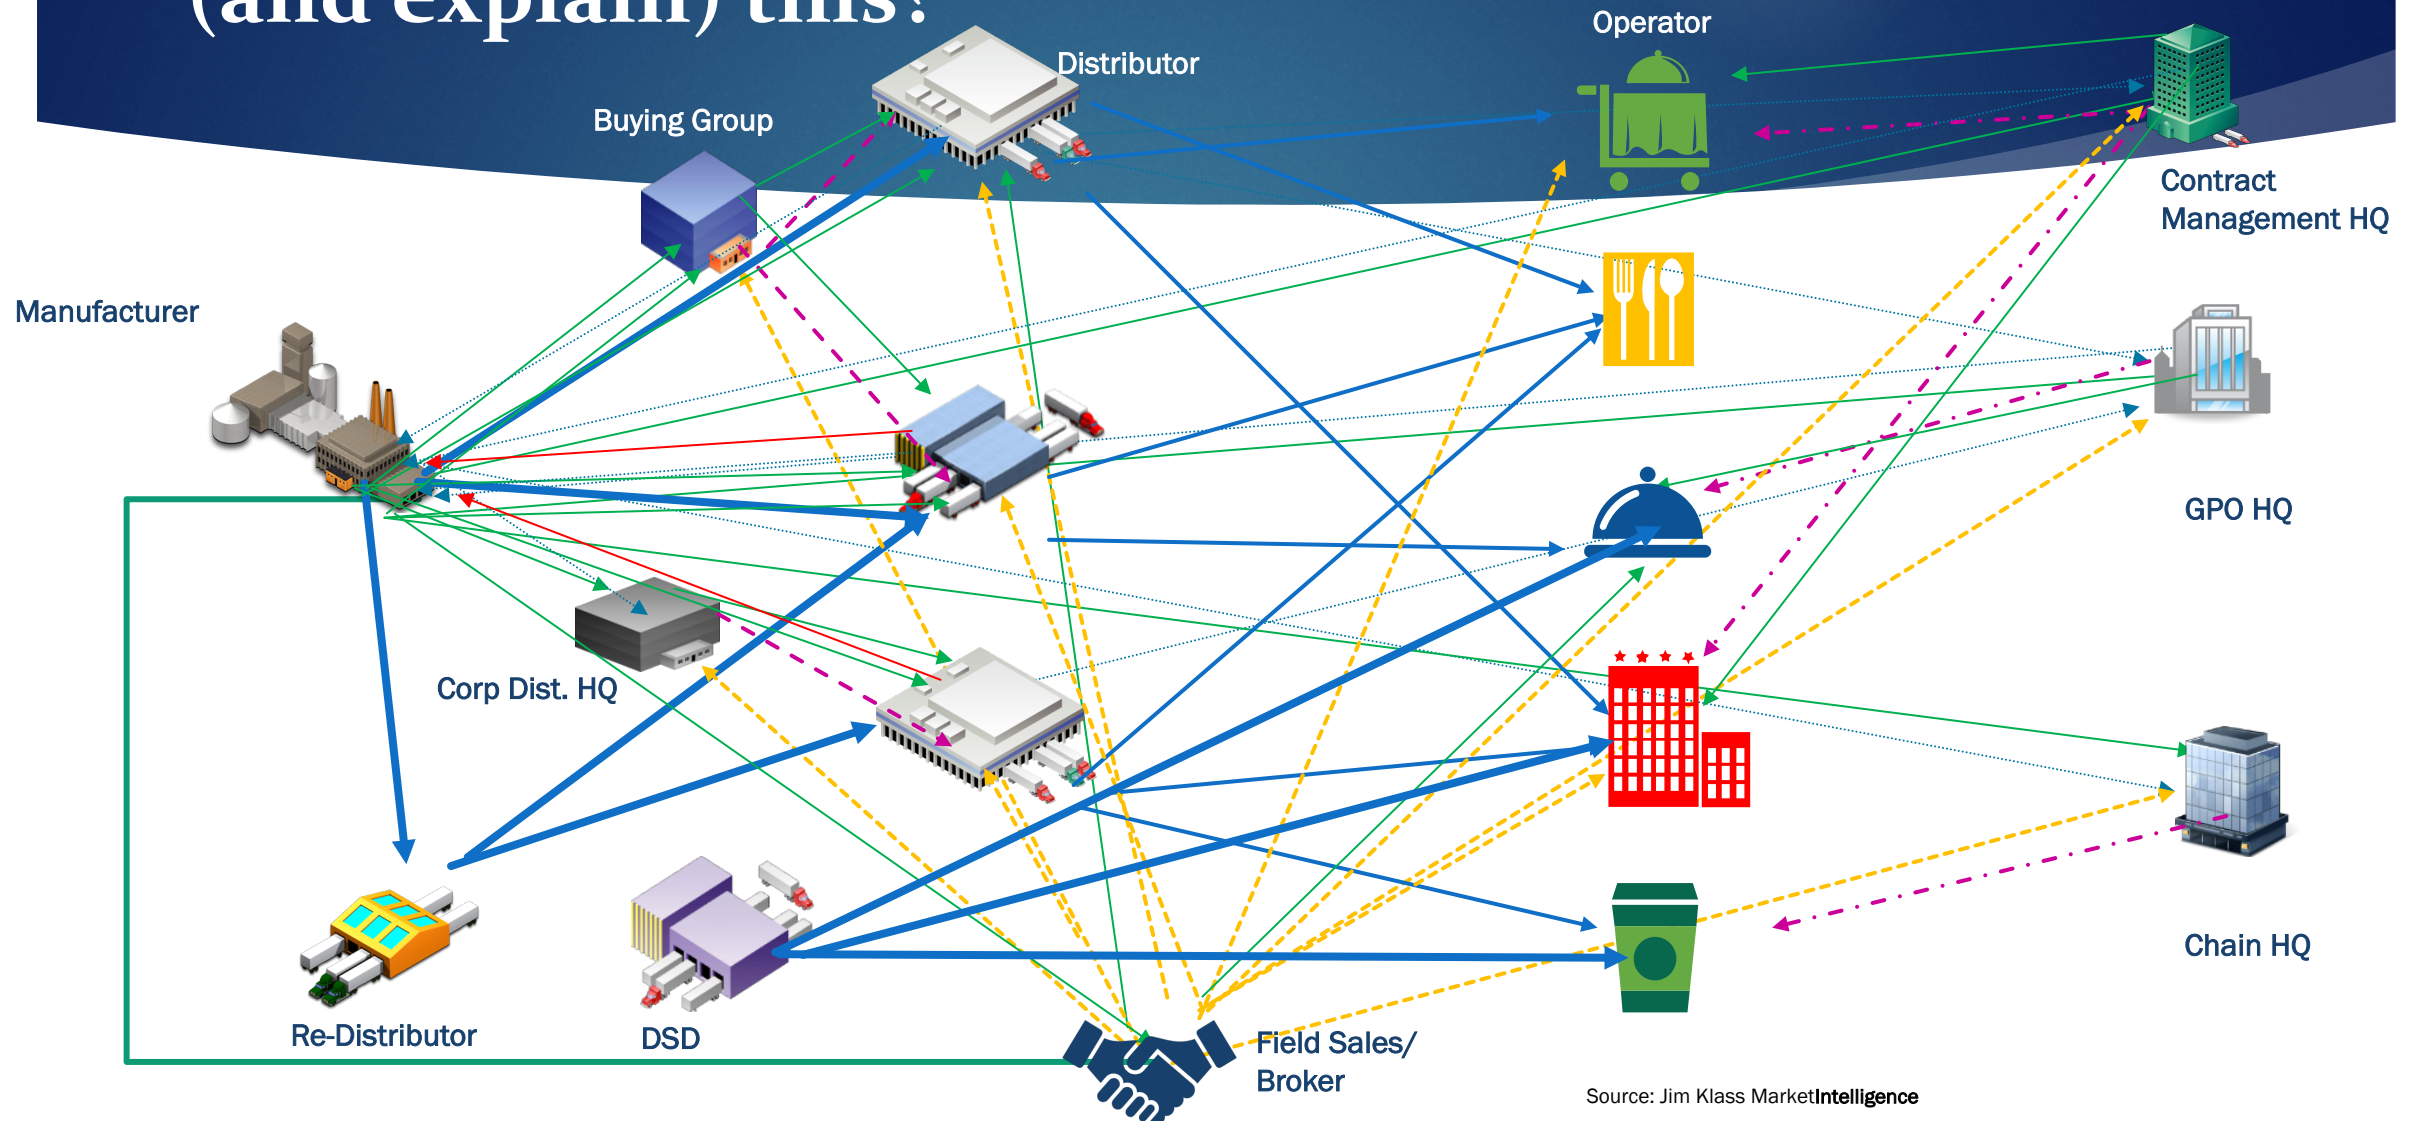 (and explain) this?
Operator
Distributor
Buying Group
Contract
Management HQ
Manufacturer
GPO HQ
Corp Dist. HQ
Chain HQ
Re-Distributor
DSD
Field Sales/
Broker
Source: Jim Klass MarketIntelligence